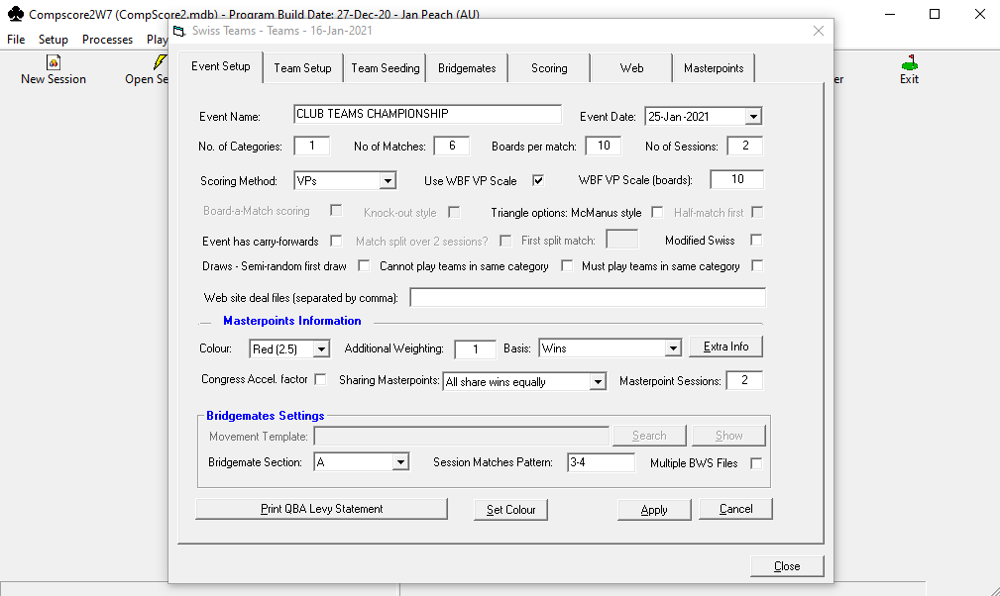 Compscore2W7 (CompScore2.mdb) - Program Build Date: 27-Dec-20 - Jan Peach (AU)
File Setup Processes Play
Swiss Teams - Teams - 16-Jan-2021
New Session Open Se er Exit
Event Setup Team Setup Team Seeding Bridgemates Scoring Web Masterpoints
Event Name: CLUB TEAMS CHAMPIONSHIP Event Date: 25-Jan-2021
No. of Categories: 1 No of Matches: 6 Boards per match: 10 No of Sessions: 2
Scoring Method: VPs Use WBF VP Scale WBF VP Scale (boards): 10
Board-a-Match scoring Knock-out style Triangle options: McManus style Half-match first
Event has carry-forwards Match split over 2 sessions? First split match: Modified Swiss
Draws - Semi-random first draw Cannot play teams in same category Must play teams in same category
Web site deal files (separated by comma):
Masterpoints Information
Colour: Red (2.5) Additional Weighting: 1 Basis: Wins Extra Info
Congress Accel. factor Sharing Masterpoints: All share wins equally Masterpoint Sessions: 2
Bridgemates Settings
Movement Template: Search Show
Bridgemate Section: A Session Matches Pattern: 3-4 Multiple BWS Files
Print QBA Levy Statement Set Colour Apply Cancel
Close